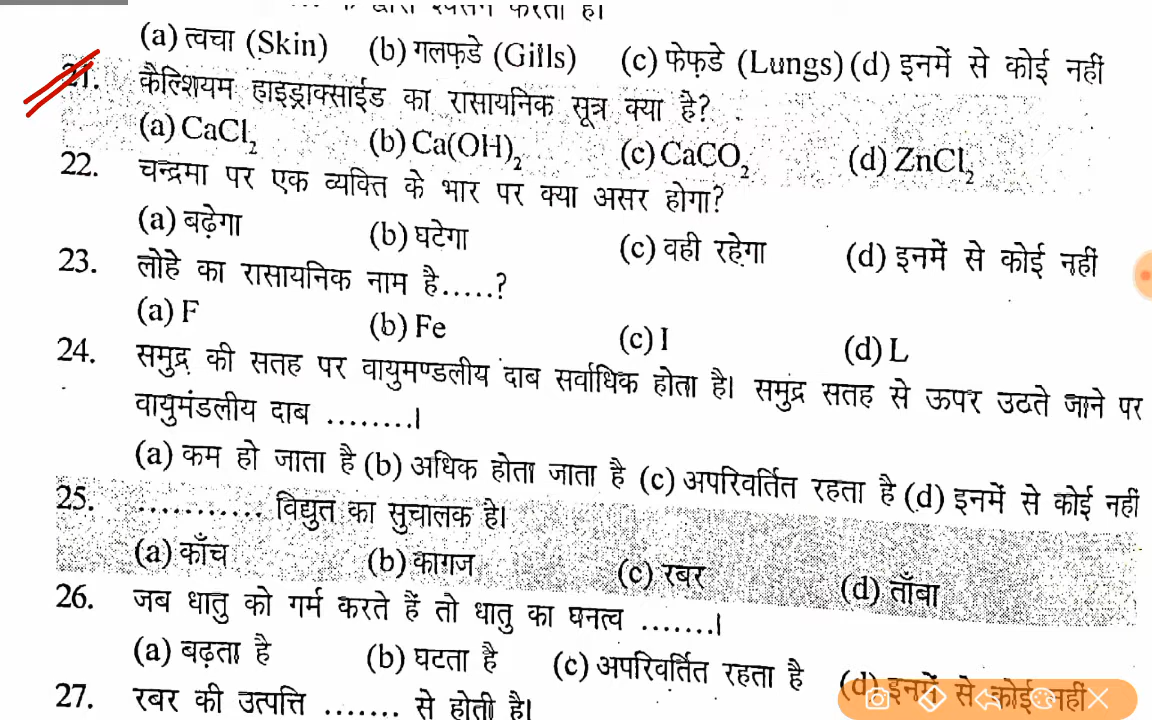 के द्वारा श्वसन करता है।
(a) त्वचा (Skin) (b) गलफ़डे (Gills) (c) फेफ़डे (Lungs) (d) इनमें से कोई नहीं
21. कैल्शियम हाइड्राक्साईड का रासायनिक सूत्र क्या है?
(a) CaCl₂ (b) Ca(OH)₂ (c) CaCO₂ (d) ZnCl₂
22. चन्द्रमा पर एक व्यक्ति के भार पर क्या असर होगा?
(a) बढ़ेगा (b) घटेगा (c) वही रहेगा (d) इनमें से कोई नहीं
23. लोहे का रासायनिक नाम है.....?
(a) F (b) Fe (c) I (d) L
24. समुद्र की सतह पर वायुमण्डलीय दाब सर्वाधिक होता है। समुंद्र सतह से ऊपर उठते जाने पर
वायुमंडलीय दाब ........।
(a) कम हो जाता है (b) अधिक होता जाता है (c) अपरिवर्तित रहता है (d) इनमें से कोई नहीं
25. ............ विद्युत का सुचालक है।
(a) काँच (b) कागज (c) रबर (d) ताँबा
26. जब धातु को गर्म करते हैं तो धातु का घनत्व .......।
(a) बढ़ता है (b) घटता है (c) अपरिवर्तित रहता है (d) इनमें से कोई नहीं
27. रबर की उत्पत्ति ....... से होती है।